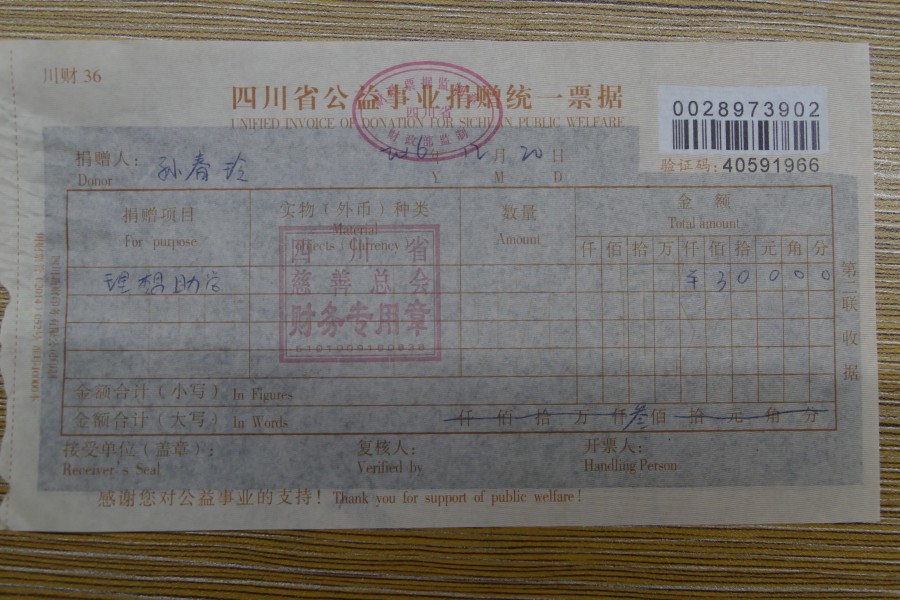 川财 36
四川省公益事业捐赠统一票据
UNIFIED INVOICE OF DONATION FOR SICHUAN PUBLIC WELFARE
0028973902
验证码: 40591966
捐赠人: 孙春玲
Donor
年 12 月 20 日
Y M D
捐赠项目 实物（外币）种类 数量 金额
For purpose Material Amount Total amount
Objects (Currency)
仟 佰 拾 万 仟 佰 拾 元 角 分
理想助学 ¥ 3 0 0 0 0
四川省
慈善总会
财务专用章
第二联 收据
金额合计（小写） In Figures
金额合计（大写） In Words 仟 佰 拾 万 仟 叁 佰 拾 元 角 分
接受单位（盖章）: 复核人: 开票人:
Receiver's Seal Verified by Handling Person
感谢您对公益事业的支持！ Thank you for support of public welfare!